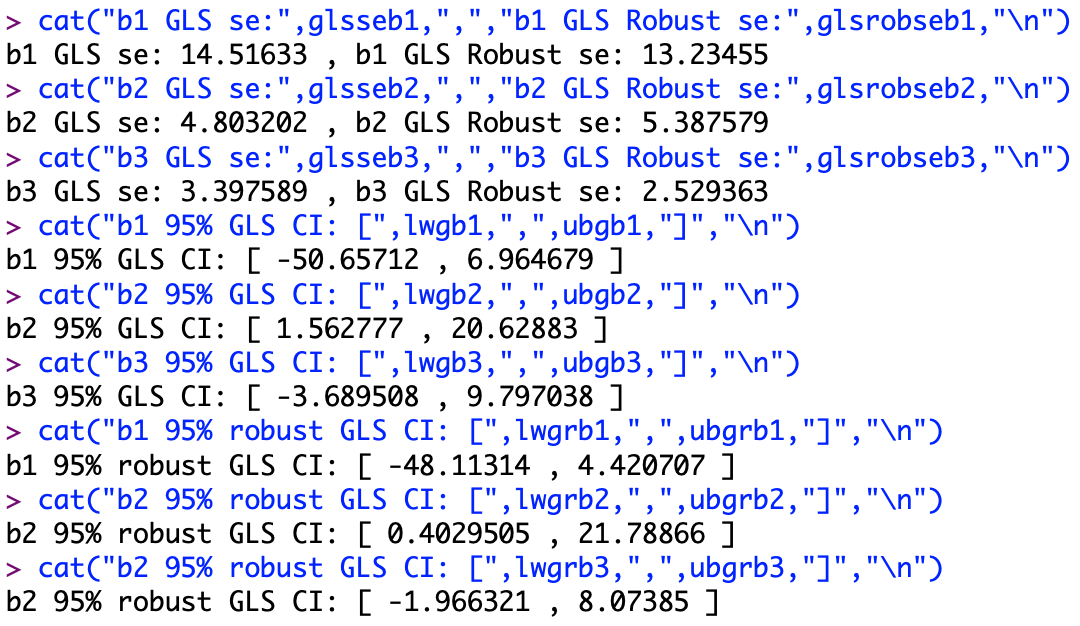 > cat("b1 GLS se:",glsseb1,",","b1 GLS Robust se:",glsrobseb1,"\n")
b1 GLS se: 14.51633 , b1 GLS Robust se: 13.23455
> cat("b2 GLS se:",glsseb2,",","b2 GLS Robust se:",glsrobseb2,"\n")
b2 GLS se: 4.803202 , b2 GLS Robust se: 5.387579
> cat("b3 GLS se:",glsseb3,",","b3 GLS Robust se:",glsrobseb3,"\n")
b3 GLS se: 3.397589 , b3 GLS Robust se: 2.529363
> cat("b1 95% GLS CI: [",lwgb1,",",ubgb1,"]","\n")
b1 95% GLS CI: [ -50.65712 , 6.964679 ]
> cat("b2 95% GLS CI: [",lwgb2,",",ubgb2,"]","\n")
b2 95% GLS CI: [ 1.562777 , 20.62883 ]
> cat("b3 95% GLS CI: [",lwgb3,",",ubgb3,"]","\n")
b3 95% GLS CI: [ -3.689508 , 9.797038 ]
> cat("b1 95% robust GLS CI: [",lwgrb1,",",ubgrb1,"]","\n")
b1 95% robust GLS CI: [ -48.11314 , 4.420707 ]
> cat("b2 95% robust GLS CI: [",lwgrb2,",",ubgrb2,"]","\n")
b2 95% robust GLS CI: [ 0.4029505 , 21.78866 ]
> cat("b2 95% robust GLS CI: [",lwgrb3,",",ubgrb3,"]","\n")
b2 95% robust GLS CI: [ -1.966321 , 8.07385 ]